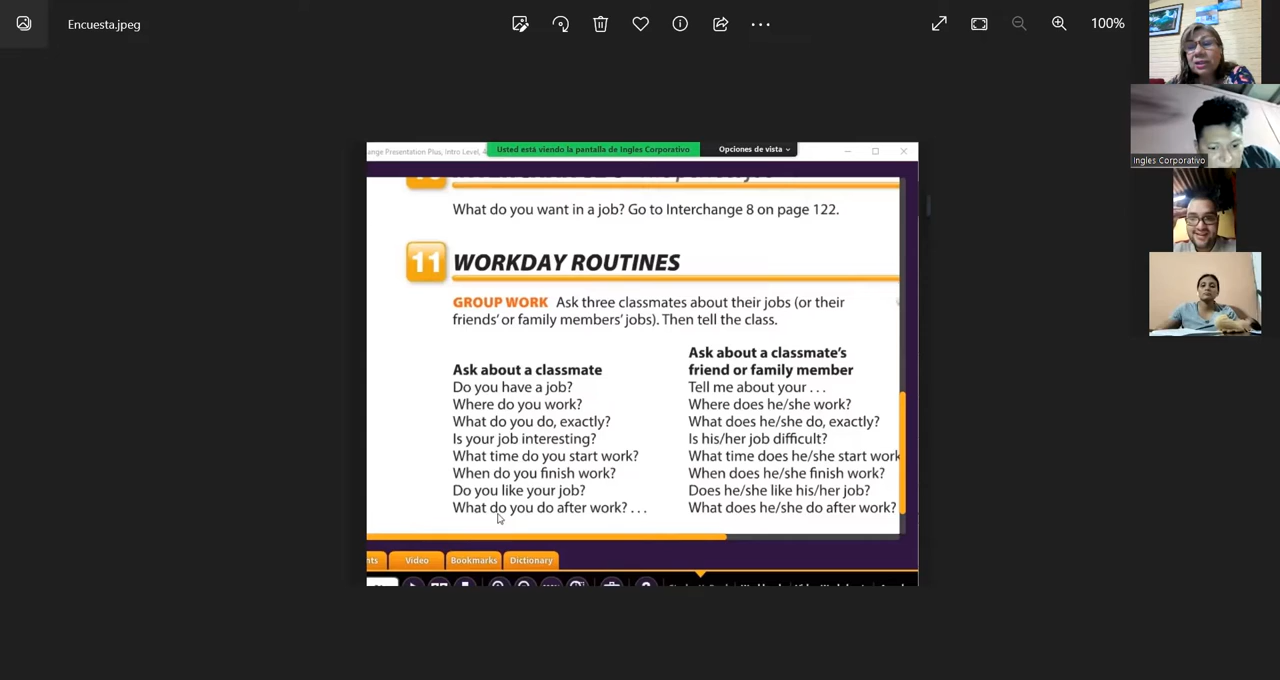 Encuesta.jpeg
100%
Ingles Corporativo
ange Presentation Plus, Intro Level, 4
Usted está viendo la pantalla de Ingles Corporativo
Opciones de vista
What do you want in a job? Go to Interchange 8 on page 122.
11 WORKDAY ROUTINES
GROUP WORK Ask three classmates about their jobs (or their
friends' or family members' jobs). Then tell the class.
Ask about a classmate
Do you have a job?
Where do you work?
What do you do, exactly?
Is your job interesting?
What time do you start work?
When do you finish work?
Do you like your job?
What do you do after work? . . .
Ask about a classmate's
friend or family member
Tell me about your . . .
Where does he/she work?
What does he/she do, exactly?
Is his/her job difficult?
What time does he/she start work
When does he/she finish work?
Does he/she like his/her job?
What does he/she do after work?
nts
Video
Bookmarks
Dictionary